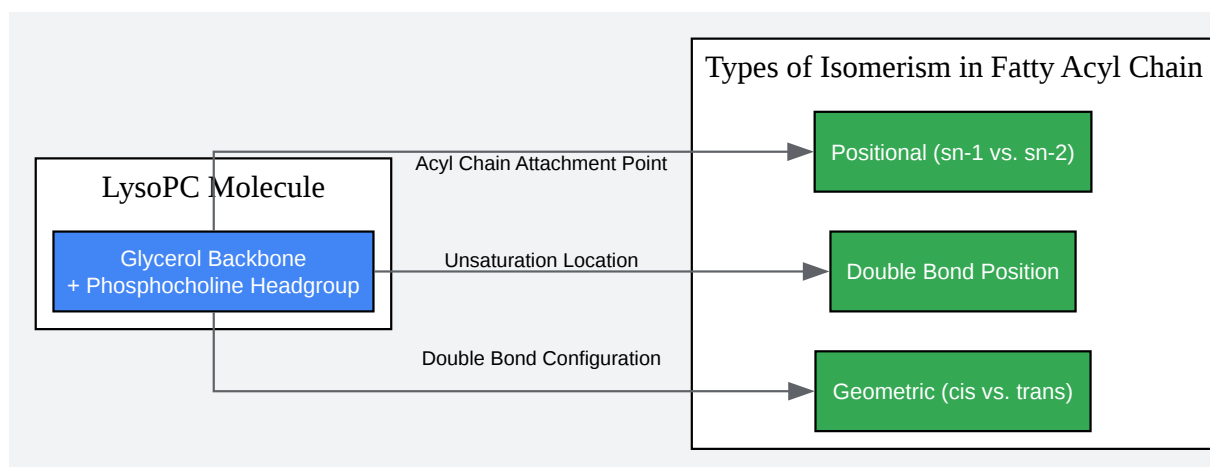 Types of Isomerism in Fatty Acyl Chain
Positional (sn-1 vs. sn-2)
Acyl Chain Attachment Point
LysoPC Molecule
Glycerol Backbone
+ Phosphocholine Headgroup
Unsaturation Location
Double Bond Position
Double Bond Configuration
Geometric (cis vs. trans)